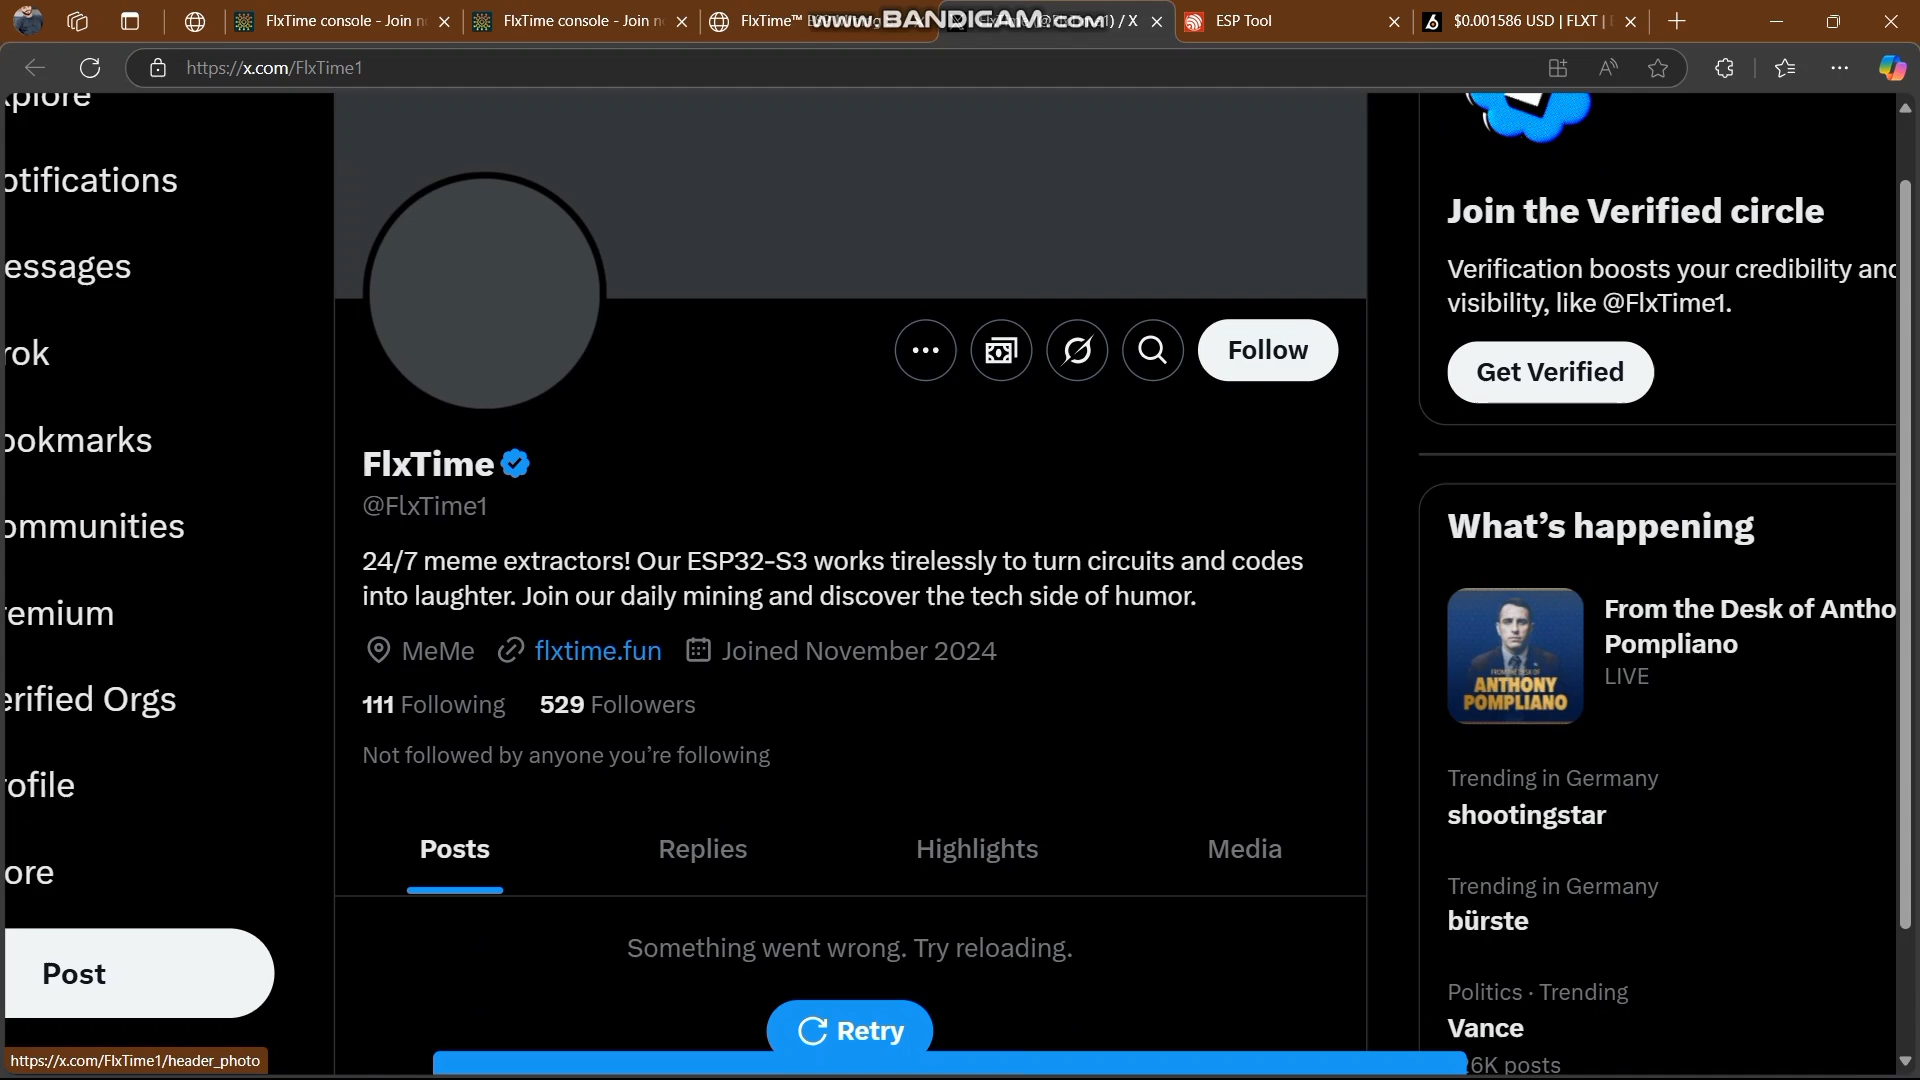 FlxTime console - Join n
FlxTime console - Join n
FlxTime™
www.BANDICAM.com
1) / X
ESP Tool
$0.001586 USD | FLXT |
https://x.com/FlxTime1
xplore
otifications
essages
rok
ookmarks
ommunities
remium
erified Orgs
rofile
ore
Post
Follow
FlxTime
@FlxTime1
24/7 meme extractors! Our ESP32-S3 works tirelessly to turn circuits and codes
into laughter. Join our daily mining and discover the tech side of humor.
MeMe flxtime.fun Joined November 2024
111 Following 529 Followers
Not followed by anyone you’re following
Posts Replies Highlights Media
Something went wrong. Try reloading.
Retry
Join the Verified circle
Verification boosts your credibility and
visibility, like @FlxTime1.
Get Verified
What’s happening
FROM THE DESK OF
ANTHONY
POMPLIANO
From the Desk of Antho
Pompliano
LIVE
Trending in Germany
shootingstar
Trending in Germany
bürste
Politics · Trending
Vance
6K posts
https://x.com/FlxTime1/header_photo